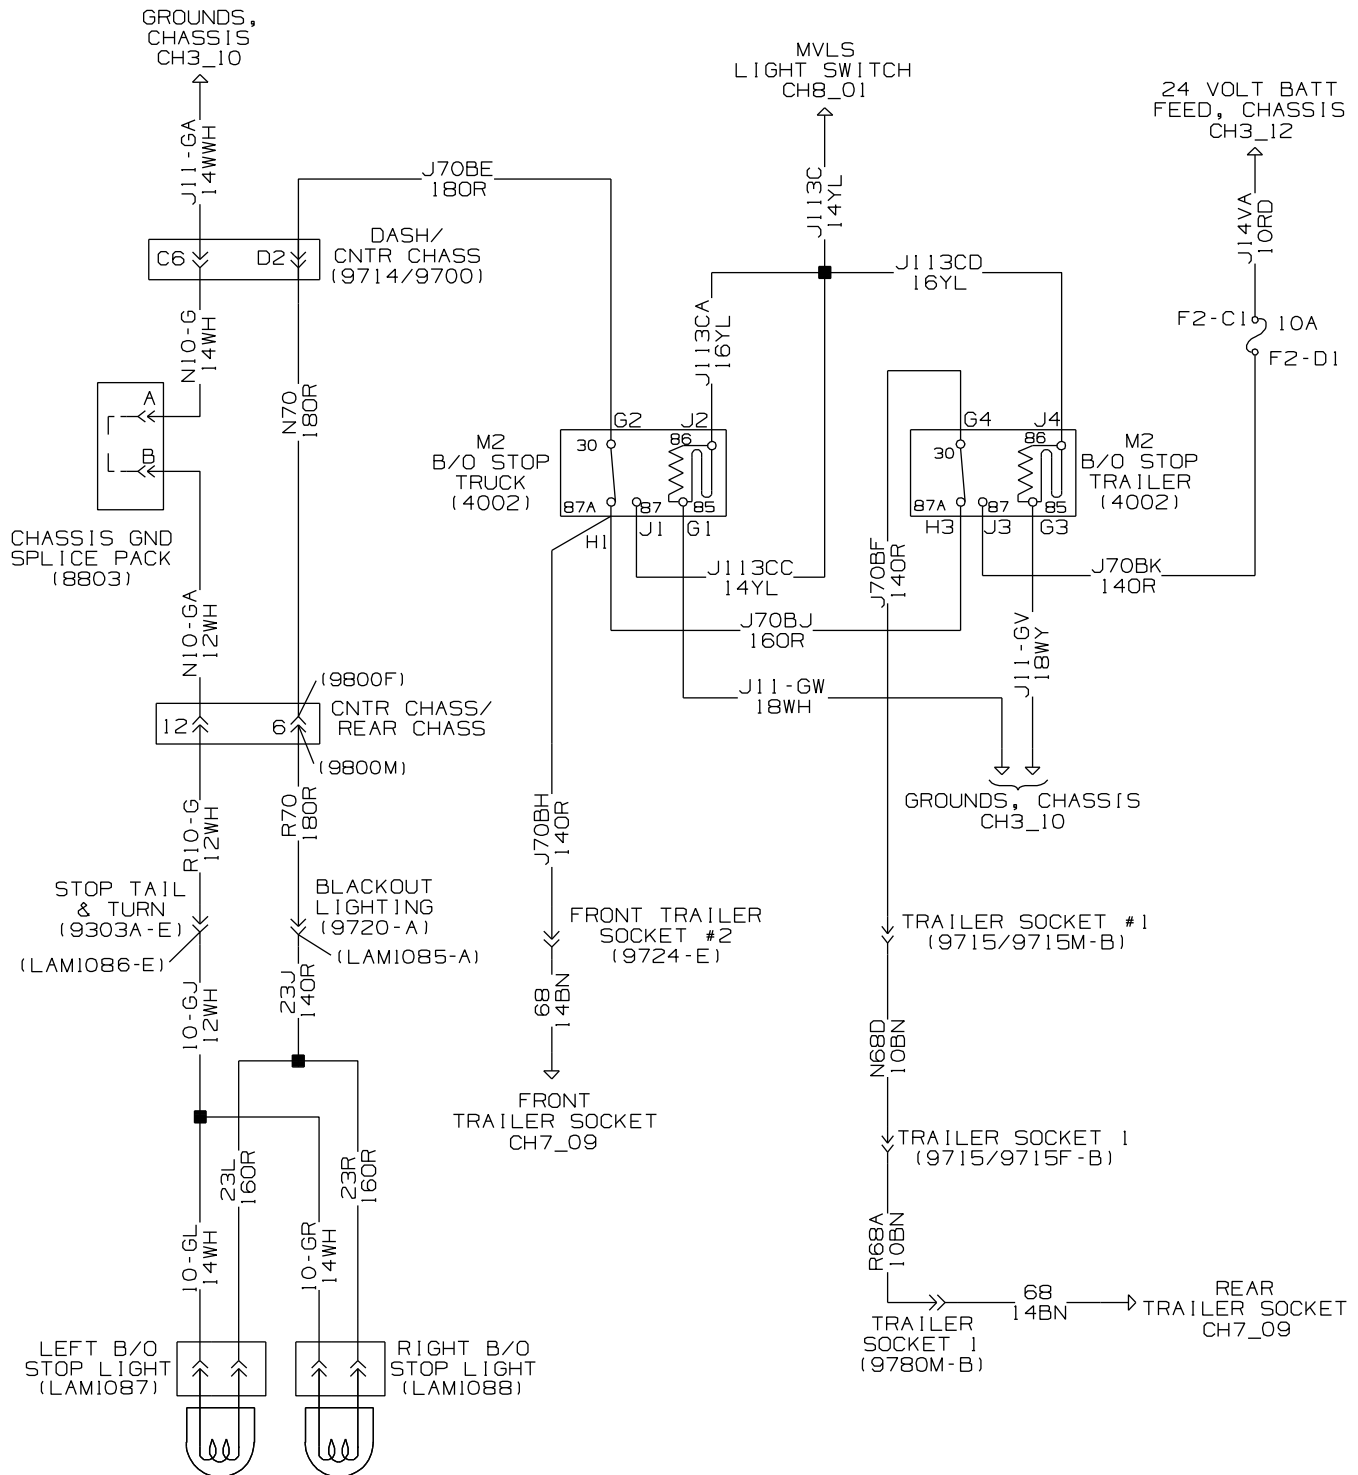 GROUNDS,
CHASSIS
CH3_10
J11-GA
14WWH
J70BE
18OR
MVLS
LIGHT SWITCH
CH8_01
J113C
14YL
24 VOLT BATT
FEED, CHASSIS
CH3_12
J14VA
10RD
C6
D2
DASH/
CNTR CHASS
(9714/9700)
J113CD
16YL
N10-G
14WH
J113CA
16YL
F2-C1
10A
F2-D1
A
B
N70
18OR
CHASSIS GND
SPLICE PACK
(8803)
M2
B/O STOP
TRUCK
(4002)
G2
J2
30
86
87A
87
85
H1
J1
G1
G4
J4
30
86
87A
87
85
H3
J3
G3
M2
B/O STOP
TRAILER
(4002)
J113CC
14YL
J70BF
14OR
J70BK
14OR
J70BJ
16OR
N10-GA
12WH
J11-GV
18WY
J11-GW
18WH
(9800F)
12
6
CNTR CHASS/
REAR CHASS
(9800M)
GROUNDS, CHASSIS
CH3_10
R10-G
12WH
R70
18OR
J70BH
14OR
STOP TAIL
& TURN
(9303A-E)
(LAM1086-E)
BLACKOUT
LIGHTING
(9720-A)
(LAM1085-A)
FRONT TRAILER
SOCKET #2
(9724-E)
TRAILER SOCKET #1
(9715/9715M-B)
10-GJ
12WH
23J
14OR
68
14BN
N68D
10BN
FRONT
TRAILER SOCKET
CH7_09
TRAILER SOCKET 1
(9715/9715F-B)
23L
16OR
23R
16OR
10-GL
14WH
10-GR
14WH
R68A
10BN
68
14BN
REAR
TRAILER SOCKET
CH7_09
TRAILER
SOCKET 1
(9780M-B)
LEFT B/O
STOP LIGHT
(LAM1087)
RIGHT B/O
STOP LIGHT
(LAM1088)